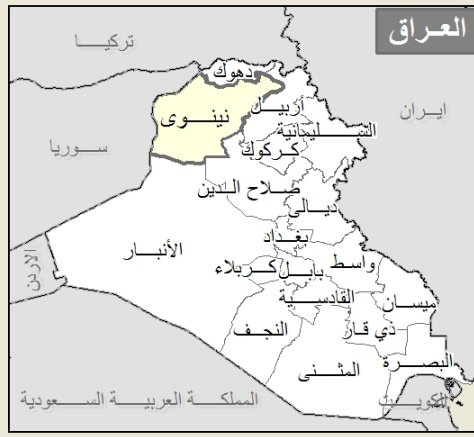 العراق
تركيا
دهوك
اربيل
نينوى
ايران
السليمانية
كركوك
سوريا
صلاح الدين
ديالى
بغداد
الأنبار
واسط
كربلاء
بابل
الاردن
القادسية
ميسان
النجف
ذي قار
البصرة
المثنى
المملكة العربية السعودية
الكويت